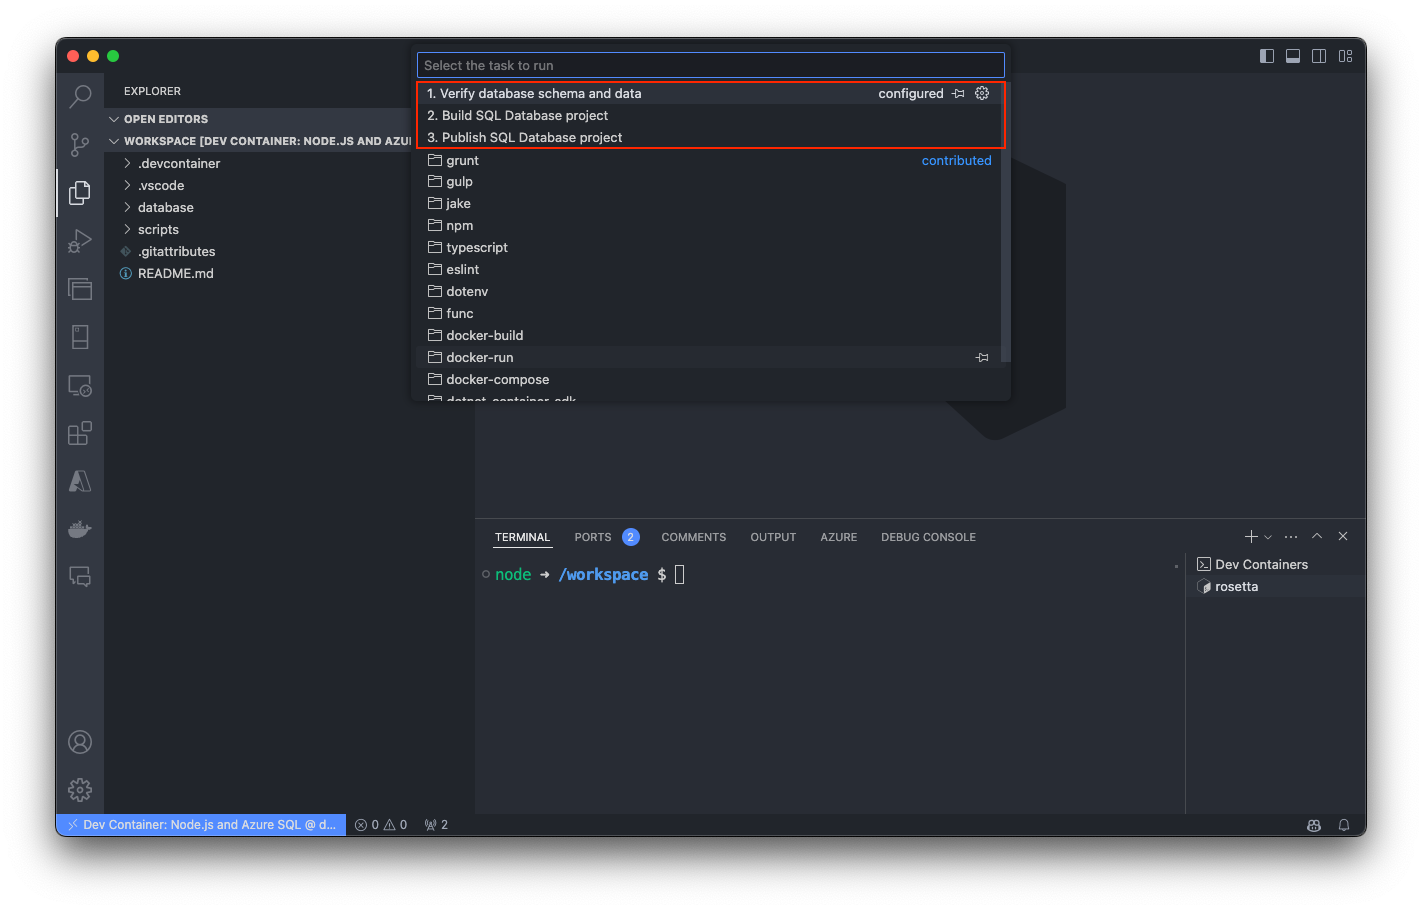 Select the task to run
1. Verify database schema and data configured
2. Build SQL Database project
3. Publish SQL Database project
grunt contributed
gulp
jake
npm
typescript
eslint
dotenv
func
docker-build
docker-run
docker-compose
dotnet-container-sdk
EXPLORER
OPEN EDITORS
WORKSPACE [DEV CONTAINER: NODE.JS AND AZU
.devcontainer
.vscode
database
scripts
.gitattributes
README.md
TERMINAL PORTS 2 COMMENTS OUTPUT AZURE DEBUG CONSOLE
node ➜ /workspace $
Dev Containers
rosetta
Dev Container: Node.js and Azure SQL @ d... 0 0 2